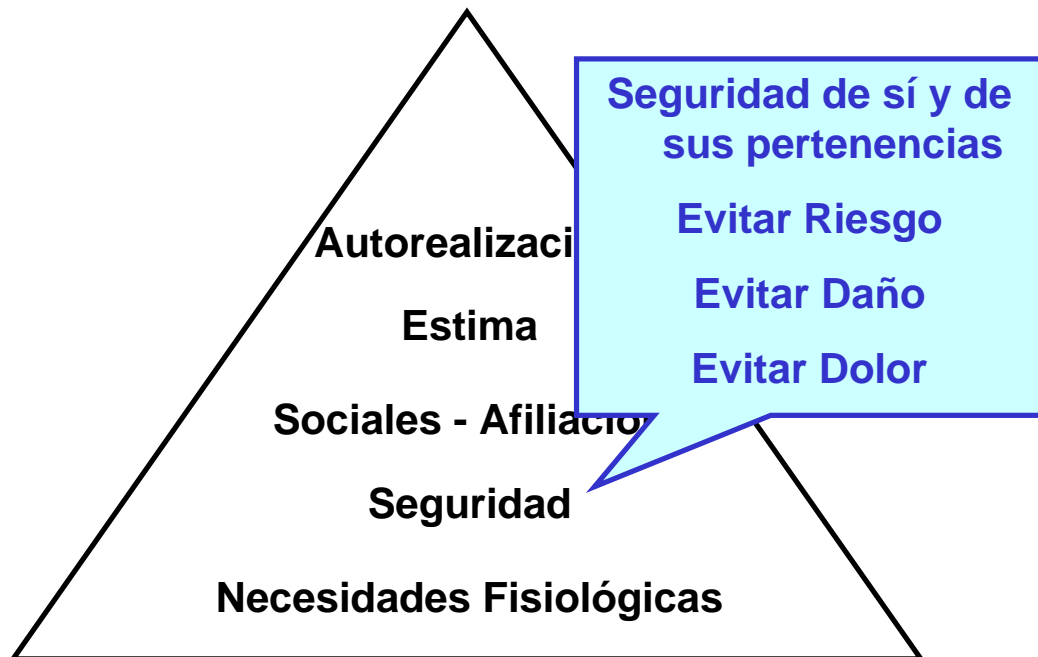 Seguridad de sí y de
sus pertenencias
Evitar Riesgo
Evitar Daño
Evitar Dolor
Autorealizaci
Estima
Sociales - Afiliacio
Seguridad
Necesidades Fisiológicas